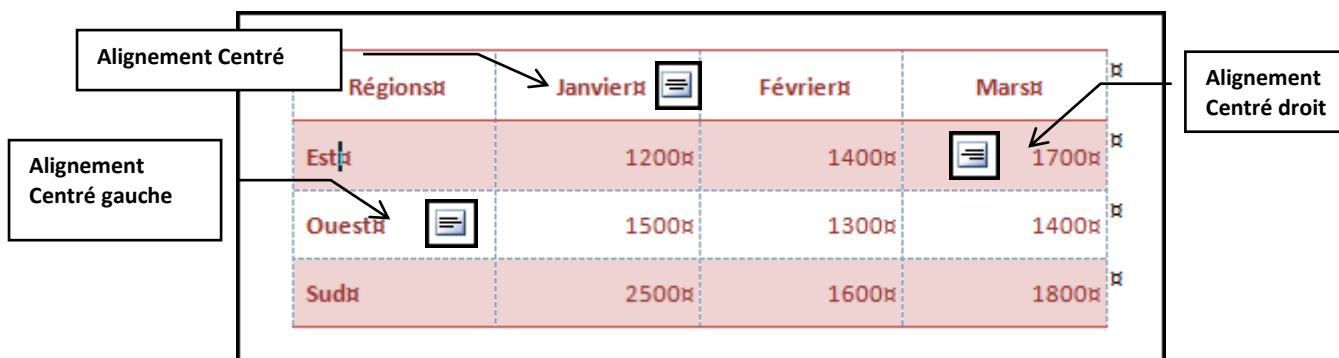 Alignement Centré
Régions¤ Janvier¤ Février¤ Mars¤ ¤
Alignement
Centré droit
Est¤ 1200¤ 1400¤ 1700¤ ¤
Alignement
Centré gauche
Ouest¤ 1500¤ 1300¤ 1400¤ ¤
Sud¤ 2500¤ 1600¤ 1800¤ ¤